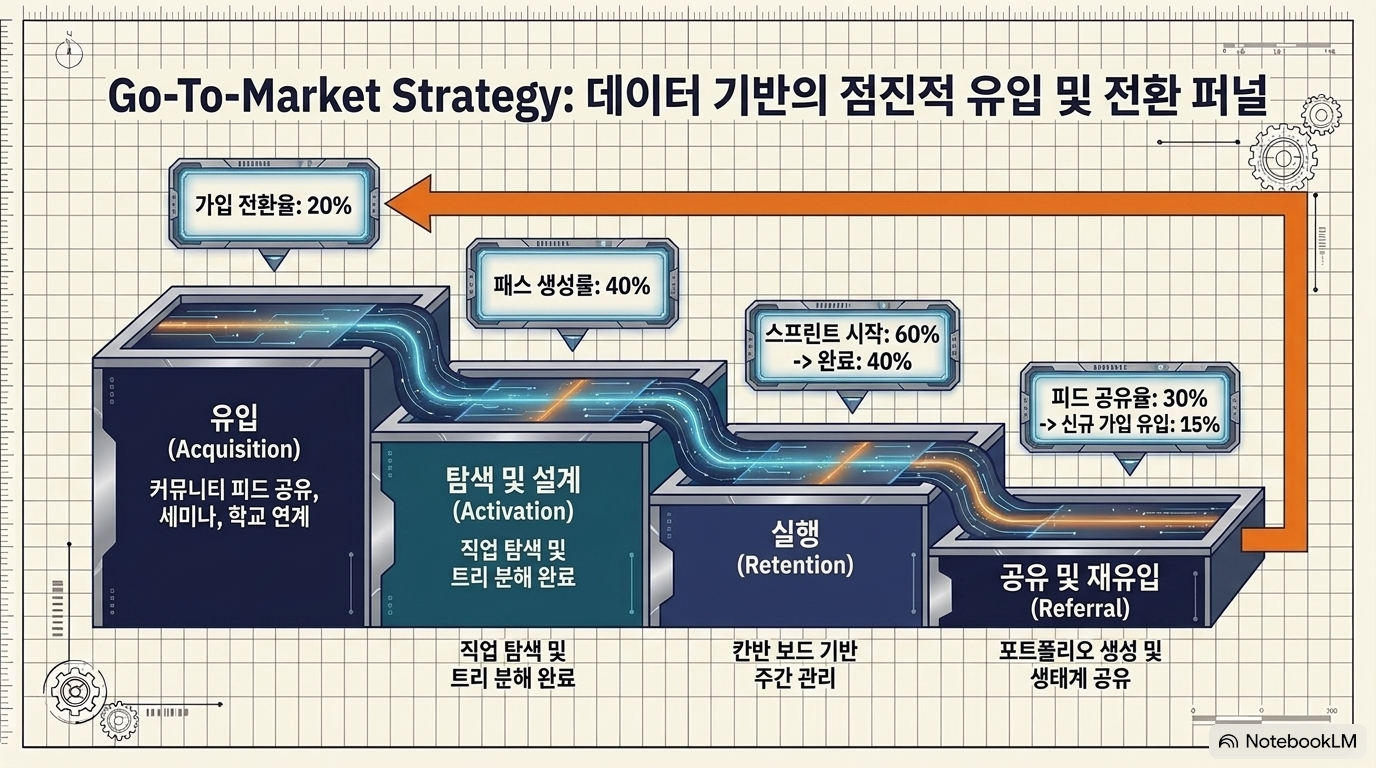 Go-To-Market Strategy: 데이터 기반의 점진적 유입 및 전환 퍼널
가입 전환율: 20%
패스 생성률: 40%
스프린트 시작: 60%
-> 완료: 40%
피드 공유율: 30%
-> 신규 가입 유입: 15%
유입
(Acquisition)
커뮤니티 피드 공유,
세미나, 학교 연계
탐색 및 설계
(Activation)
직업 탐색 및
트리 분해 완료
실행
(Retention)
공유 및 재유입
(Referral)
직업 탐색 및
트리 분해 완료
칸반 보드 기반
주간 관리
포트폴리오 생성 및
생태계 공유
NotebookLM